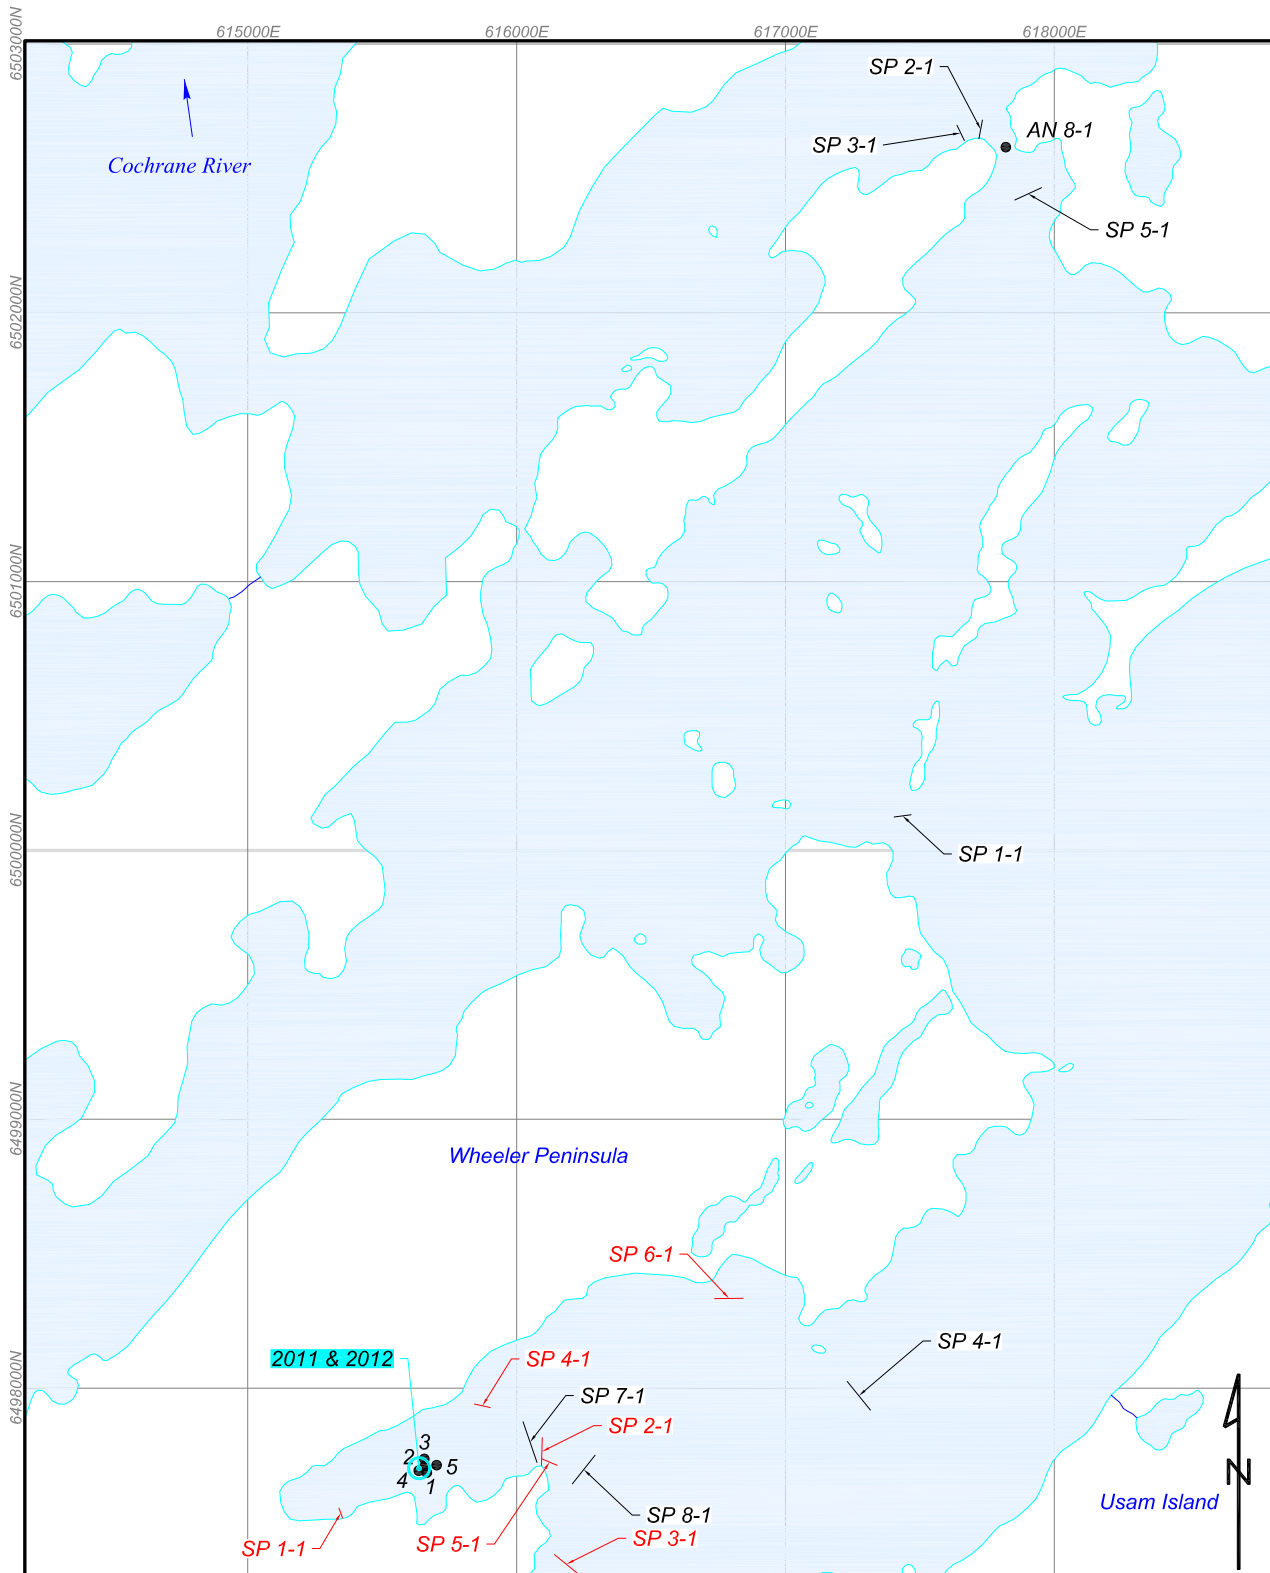 615000E
616000E
617000E
618000E
6503000N
SP 2-1
AN 8-1
SP 3-1
Cochrane River
SP 5-1
6502000N
6501000N
6500000N
SP 1-1
6499000N
Wheeler Peninsula
SP 6-1
SP 4-1
2011 & 2012
SP 4-1
6498000N
SP 7-1
SP 2-1
3
2
5
4
1
N
Usam Island
SP 8-1
SP 5-1
SP 3-1
SP 1-1